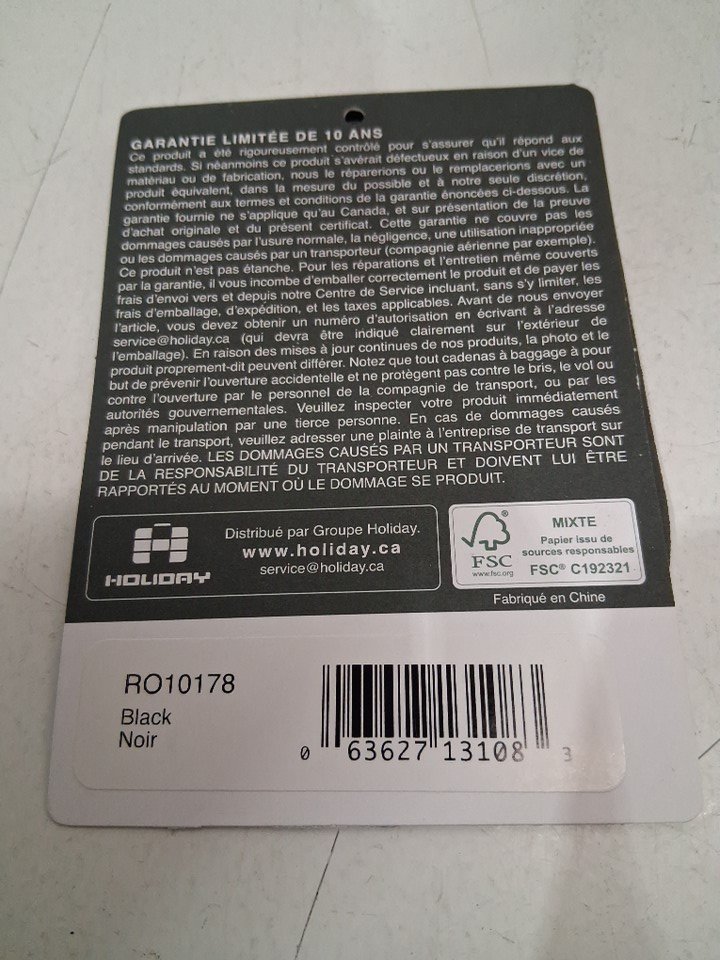 GARANTIE LIMITÉE DE 10 ANS
Ce produit a été rigoureusement contrôlé pour s'assurer qu'il répond aux
standards. Si néanmoins ce produit s'avérait défectueux en raison d'un vice de
matériau ou de fabrication, nous le réparerions ou le remplacerions avec un
produit équivalent, dans la mesure du possible et à notre seule discrétion,
conformément aux termes et conditions de la garantie énoncées ci-dessous. La
garantie fournie ne s'applique qu'au Canada, et sur présentation de la preuve
d'achat originale et du présent certificat. Cette garantie ne couvre pas les
dommages causés par l'usure normale, la négligence, une utilisation inappropriée
ou les dommages causés par un transporteur (compagnie aérienne par exemple).
Ce produit n'est pas étanche. Pour les réparations et l'entretien même couverts
par la garantie, il vous incombe d'emballer correctement le produit et de payer les
frais d'envoi vers et depuis notre Centre de Service incluant, sans s'y limiter, les
frais d'emballage, d'expédition, et les taxes applicables. Avant de nous envoyer
l'article, vous devez obtenir un numéro d'autorisation en écrivant à l'adresse
service@holiday.ca (qui devra être indiqué clairement sur l'extérieur de
l'emballage). En raison des mises à jour continues de nos produits, la photo et le
produit proprement-dit peuvent différer. Notez que tout cadenas à baggage à pour
but de prévenir l'ouverture accidentelle et ne protègent pas contre le bris, le vol ou
contre l'ouverture par le personnel de la compagnie de transport, ou par les
autorités gouvernementales. Veuillez inspecter votre produit immédiatement
après manipulation par une tierce personne. En cas de dommages causés
pendant le transport, veuillez adresser une plainte à l'entreprise de transport sur
le lieu d'arrivée. LES DOMMAGES CAUSÉS PAR UN TRANSPORTEUR SONT
DE LA RESPONSABILITÉ DU TRANSPORTEUR ET DOIVENT LUI ÊTRE
RAPPORTÉS AU MOMENT OÙ LE DOMMAGE SE PRODUIT.
HOLIDAY
Distribué par Groupe Holiday.
www.holiday.ca
service@holiday.ca
FSC
www.fsc.org
MIXTE
Papier issu de
sources responsables
FSC® C192321
Fabriqué en Chine
RO10178
Black
Noir
0 63627 13108 3